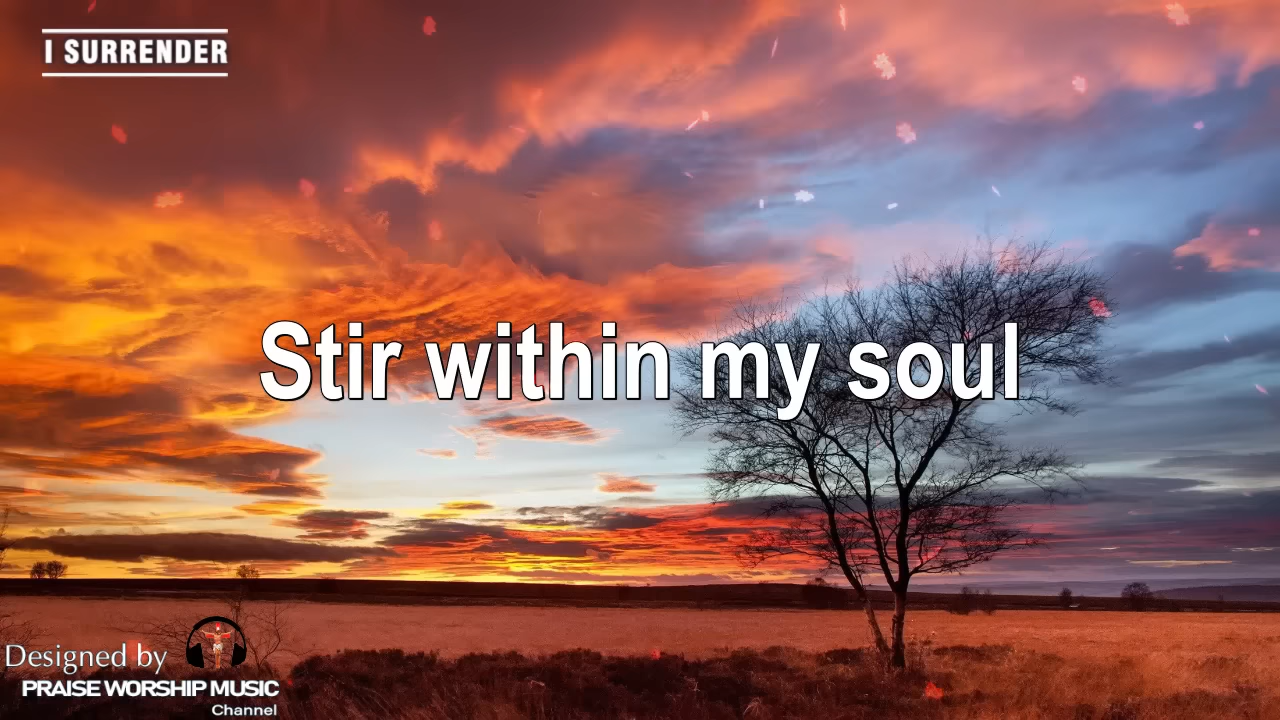 I SURRENDER
Stir within my soul
Designed by
PRAISE WORSHIP MUSIC
Channel